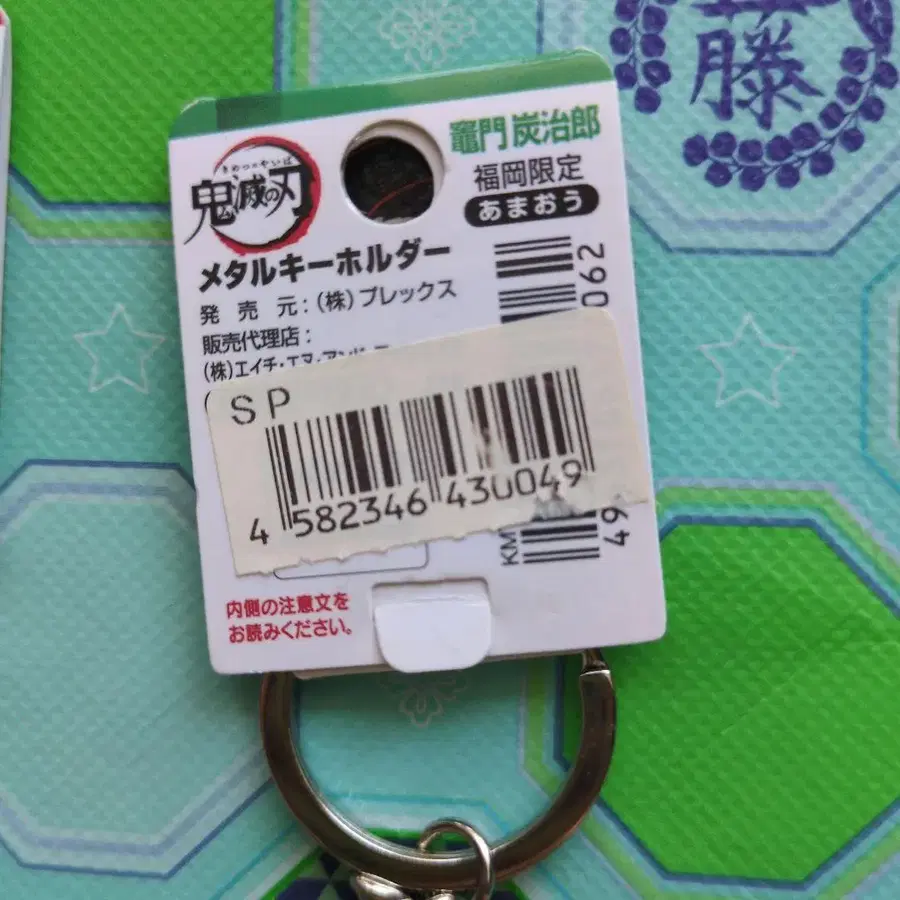 藤
竈門 炭治郎
福岡限定
あまおう
きめつのやいば
鬼滅の刃
メタルキーホルダー
発売元:(株)プレックス
販売代理店:
(株)エイチ・エヌ・アンド
SP
4 582346 430049
062
KM
49
内側の注意文を
お読みください。